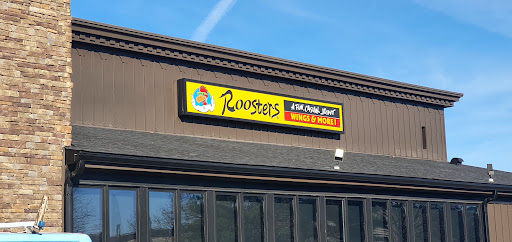 Roosters
A FUN, CASUAL JOINT
WINGS & MORE!